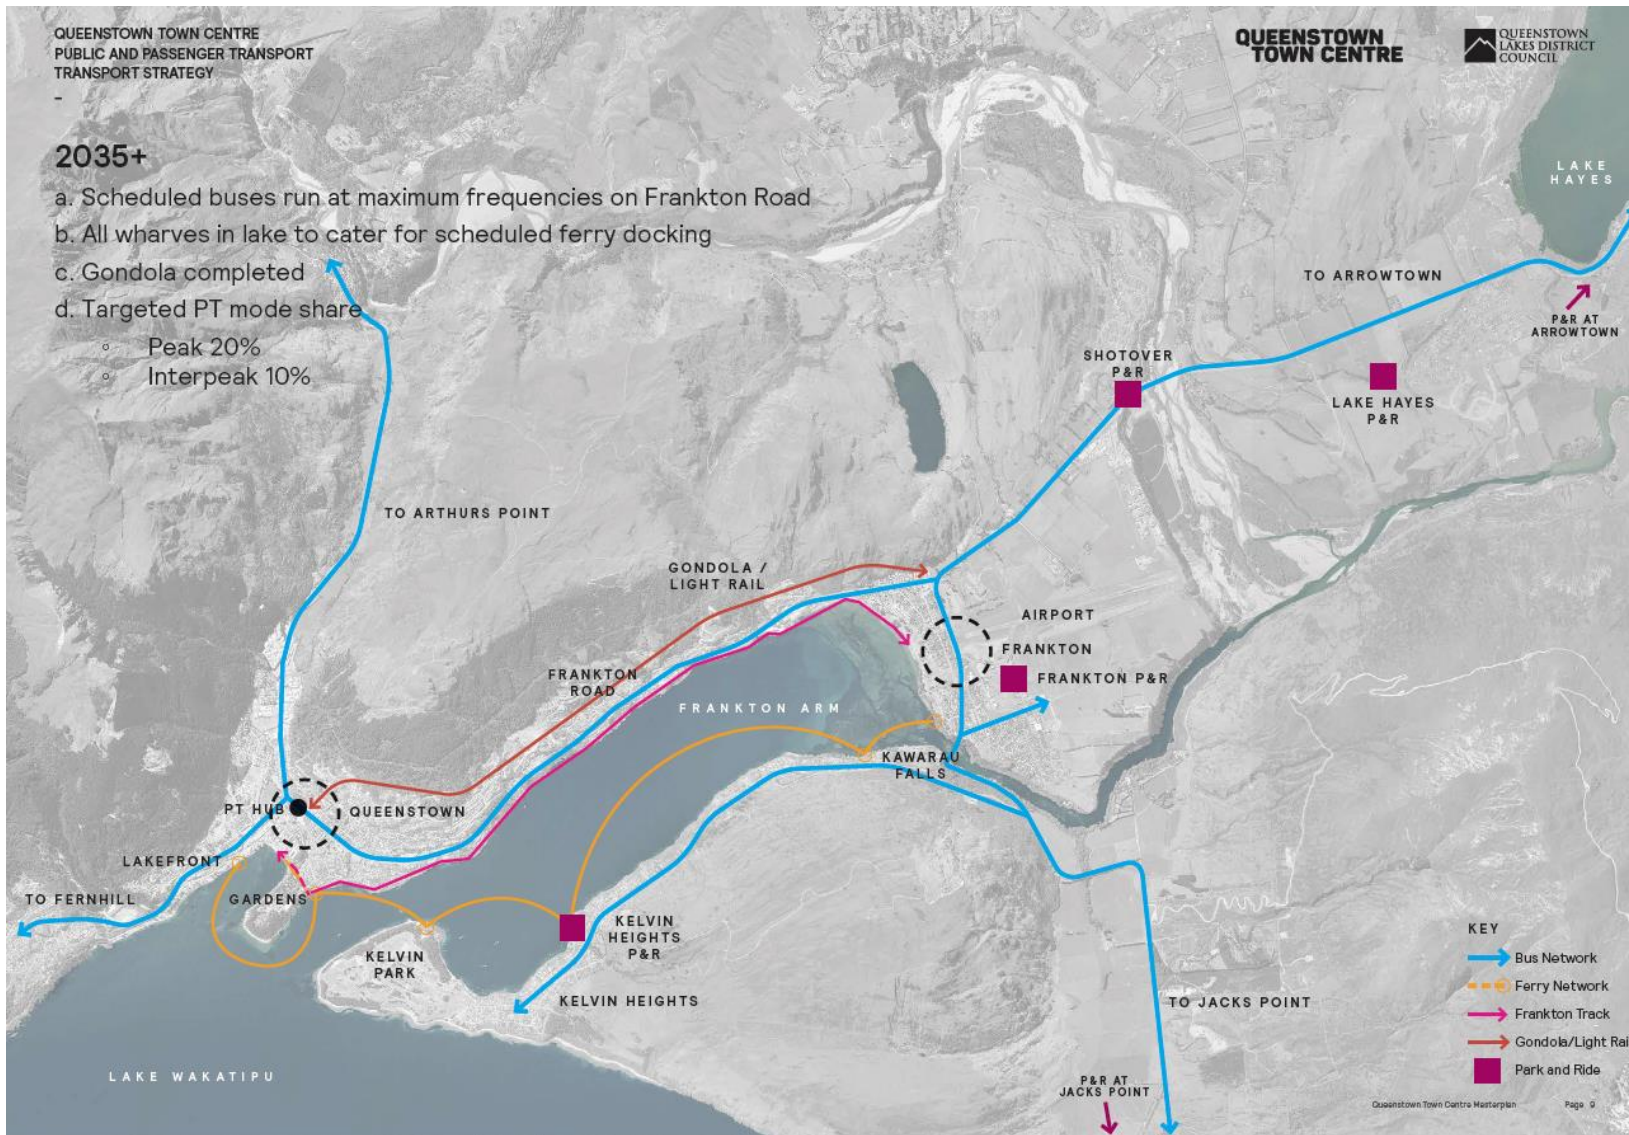 QUEENSTOWN TOWN CENTRE
PUBLIC AND PASSENGER TRANSPORT
TRANSPORT STRATEGY
-
QUEENSTOWN
TOWN CENTRE
QUEENSTOWN
LAKES DISTRICT
COUNCIL
2035+
a. Scheduled buses run at maximum frequencies on Frankton Road
b. All wharves in lake to cater for scheduled ferry docking
c. Gondola completed
d. Targeted PT mode share
Peak 20%
Interpeak 10%
LAKE
HAYES
TO ARROWTOWN
P&R AT
ARROWTOWN
SHOTOVER
P&R
LAKE HAYES
P&R
TO ARTHURS POINT
GONDOLA /
LIGHT RAIL
AIRPORT
FRANKTON
FRANKTON P&R
FRANKTON
ROAD
FRANKTON ARM
KAWARAU
FALLS
PT HUB
QUEENSTOWN
LAKEFRONT
TO FERNHILL
GARDENS
KELVIN
PARK
KELVIN
HEIGHTS
P&R
KELVIN HEIGHTS
TO JACKS POINT
LAKE WAKATIPU
P&R AT
JACKS POINT
KEY
Bus Network
Ferry Network
Frankton Track
Gondola/Light Rai
Park and Ride
Queenstown Town Centre Masterplan
Page 9